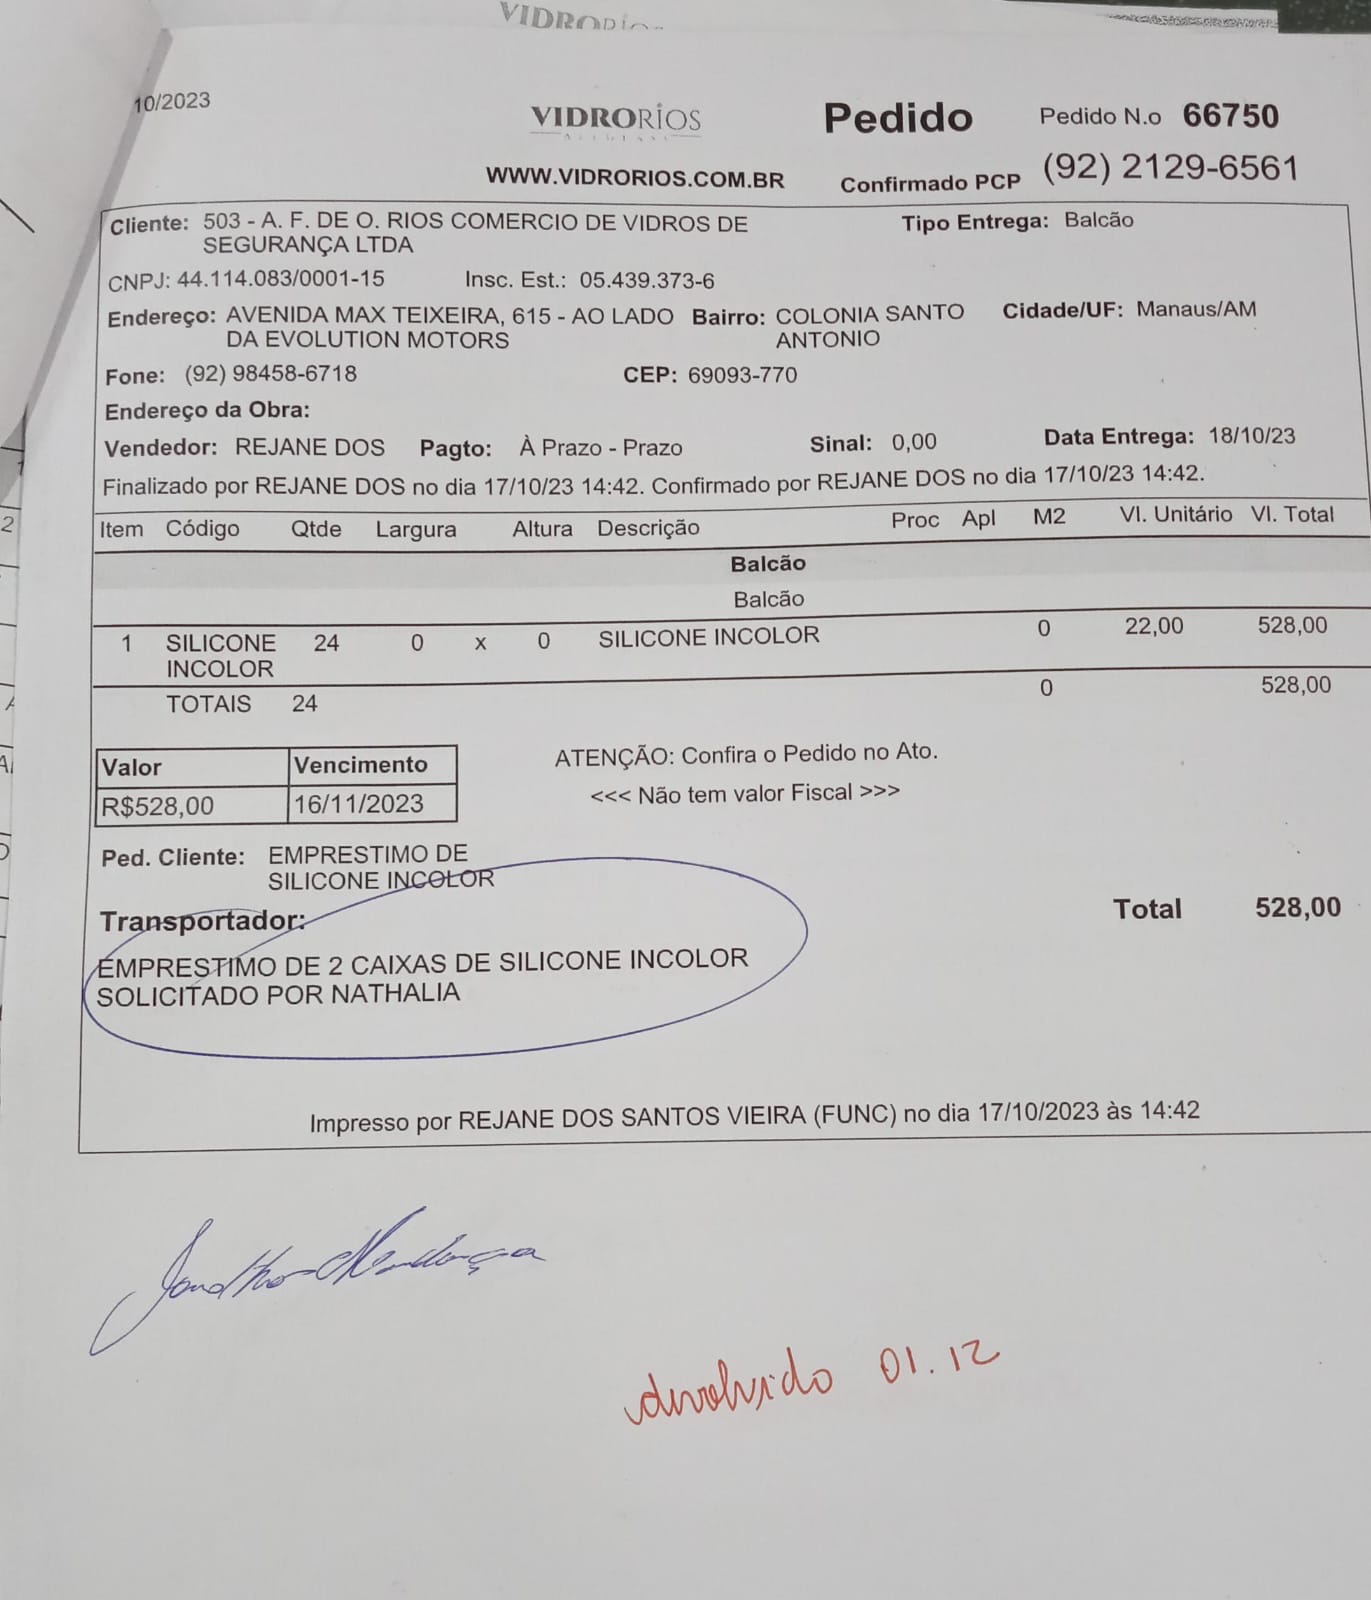 10/2023
VIDRORÍOS
Pedido
Pedido N.o 66750
WWW.VIDRORIOS.COM.BR
Confirmado PCP (92) 2129-6561
Cliente: 503 - A. F. DE O. RIOS COMERCIO DE VIDROS DE SEGURANÇA LTDA
Tipo Entrega: Balcão
CNPJ: 44.114.083/0001-15 Insc. Est.: 05.439.373-6
Endereço: AVENIDA MAX TEIXEIRA, 615 - AO LADO DA EVOLUTION MOTORS
Bairro: COLONIA SANTO ANTONIO
Cidade/UF: Manaus/AM
Fone: (92) 98458-6718 CEP: 69093-770
Endereço da Obra:
Vendedor: REJANE DOS Pagto: À Prazo - Prazo Sinal: 0,00 Data Entrega: 18/10/23
Finalizado por REJANE DOS no dia 17/10/23 14:42. Confirmado por REJANE DOS no dia 17/10/23 14:42.
Item Código Qtde Largura Altura Descrição Proc Apl M2 Vl. Unitário Vl. Total
Balcão
Balcão
1 SILICONE INCOLOR 24 0 x 0 SILICONE INCOLOR 0 22,00 528,00
TOTAIS 24 0 528,00
Valor Vencimento
R$528,00 16/11/2023
ATENÇÃO: Confira o Pedido no Ato.
<<< Não tem valor Fiscal >>>
Ped. Cliente: EMPRESTIMO DE
SILICONE INCOLOR
Transportador:
Total 528,00
EMPRESTIMO DE 2 CAIXAS DE SILICONE INCOLOR
SOLICITADO POR NATHALIA
Impresso por REJANE DOS SANTOS VIEIRA (FUNC) no dia 17/10/2023 às 14:42
devolvido 01.12